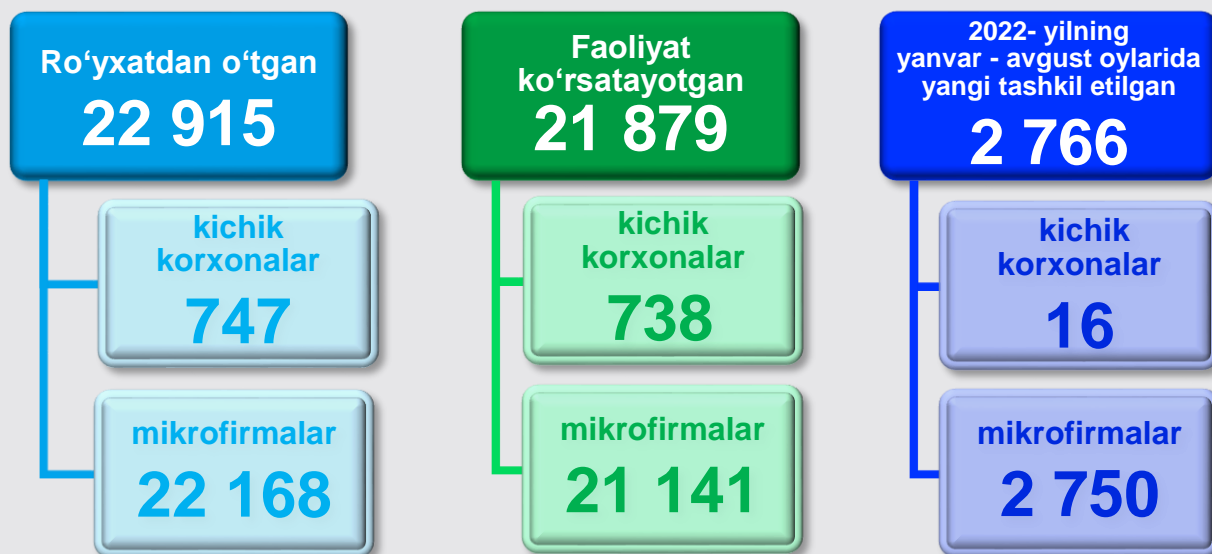 Ro‘yxatdan o‘tgan
22 915
kichik
korxonalar
747
mikrofirmalar
22 168
Faoliyat
ko‘rsatayotgan
21 879
kichik
korxonalar
738
mikrofirmalar
21 141
2022- yilning
yanvar - avgust oylarida
yangi tashkil etilgan
2 766
kichik
korxonalar
16
mikrofirmalar
2 750